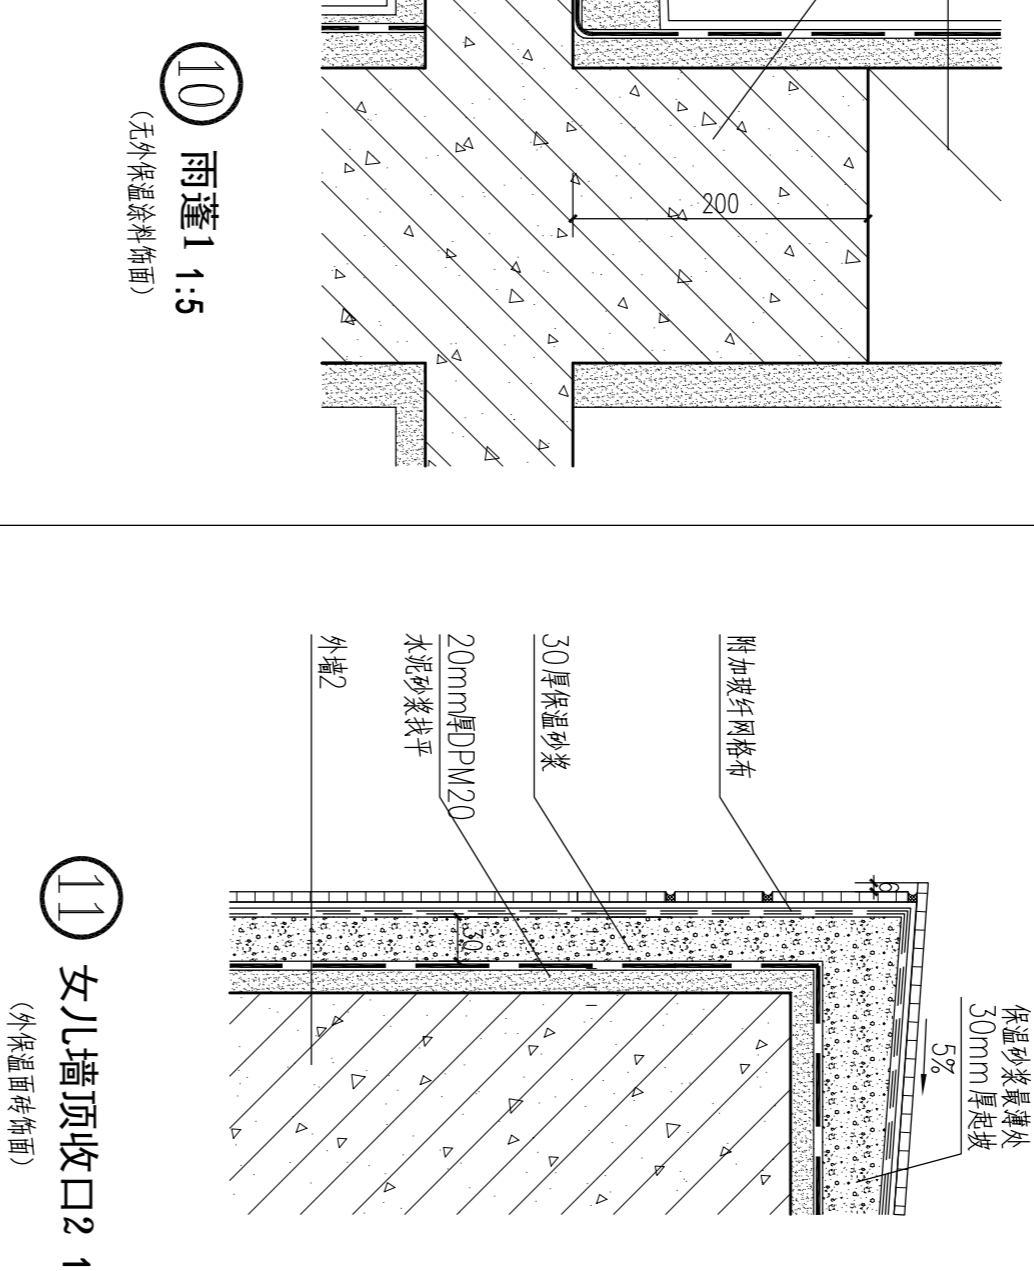 200
10
雨蓬1 1:5
(无外保温涂料饰面)
附加玻纤网格布
30厚保温砂浆
20mm厚DPM20
水泥砂浆找平
外墙2
30
保温砂浆最薄处
30mm厚起坡
5%
11
女儿墙顶收口2 1
(外保温面砖饰面)